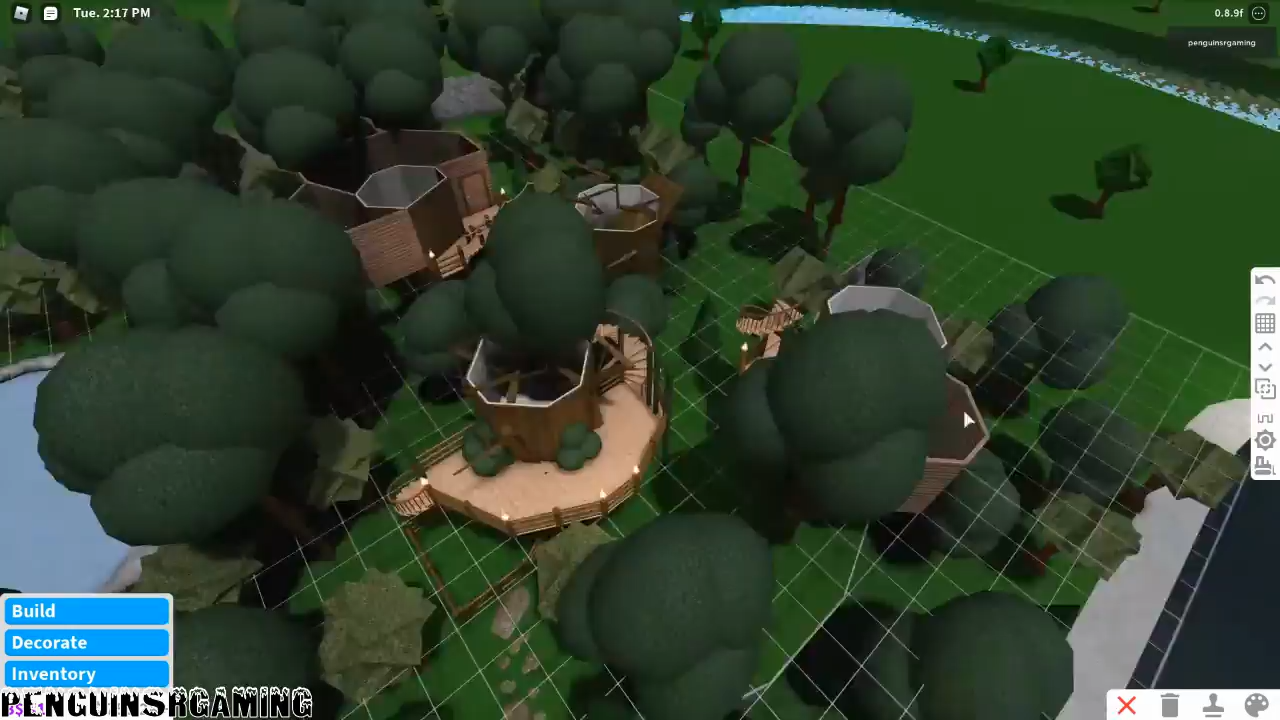 Tue. 2:17 PM
0.8.9f
penguinsrgaming
Build
Decorate
Inventory
PENGUINSRGAMING